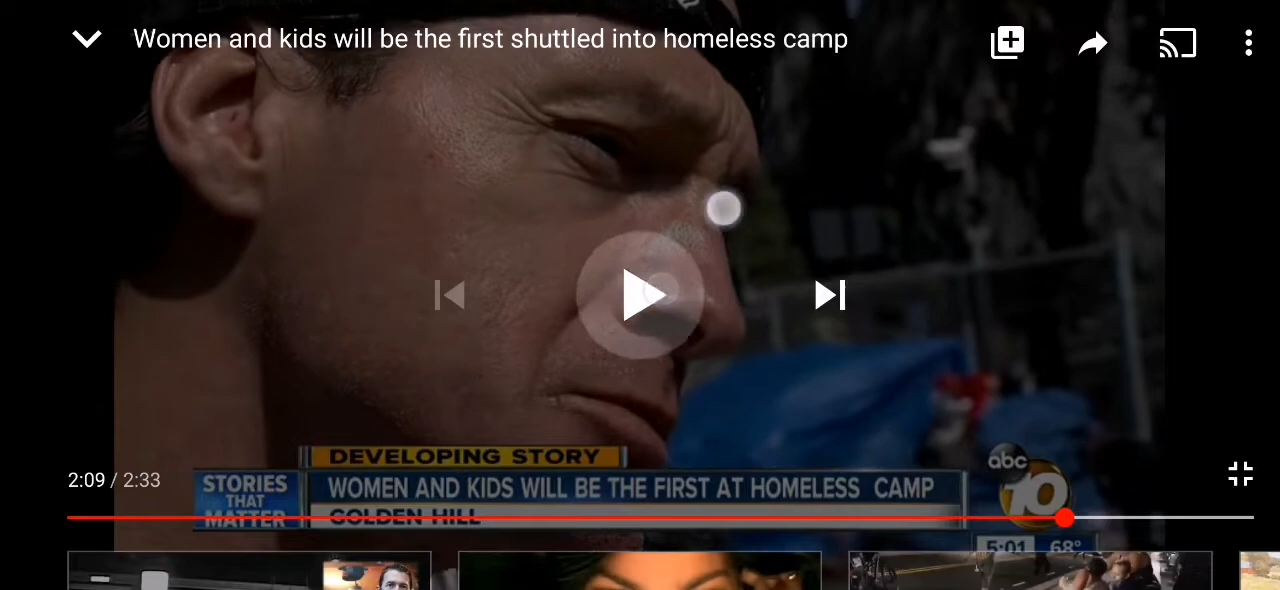 Women and kids will be the first shuttled into homeless camp
2:09 / 2:33
DEVELOPING STORY
STORIES THAT MATTER
WOMEN AND KIDS WILL BE THE FIRST AT HOMELESS CAMP
GOLDEN HILL
abc
10
5:01 68°